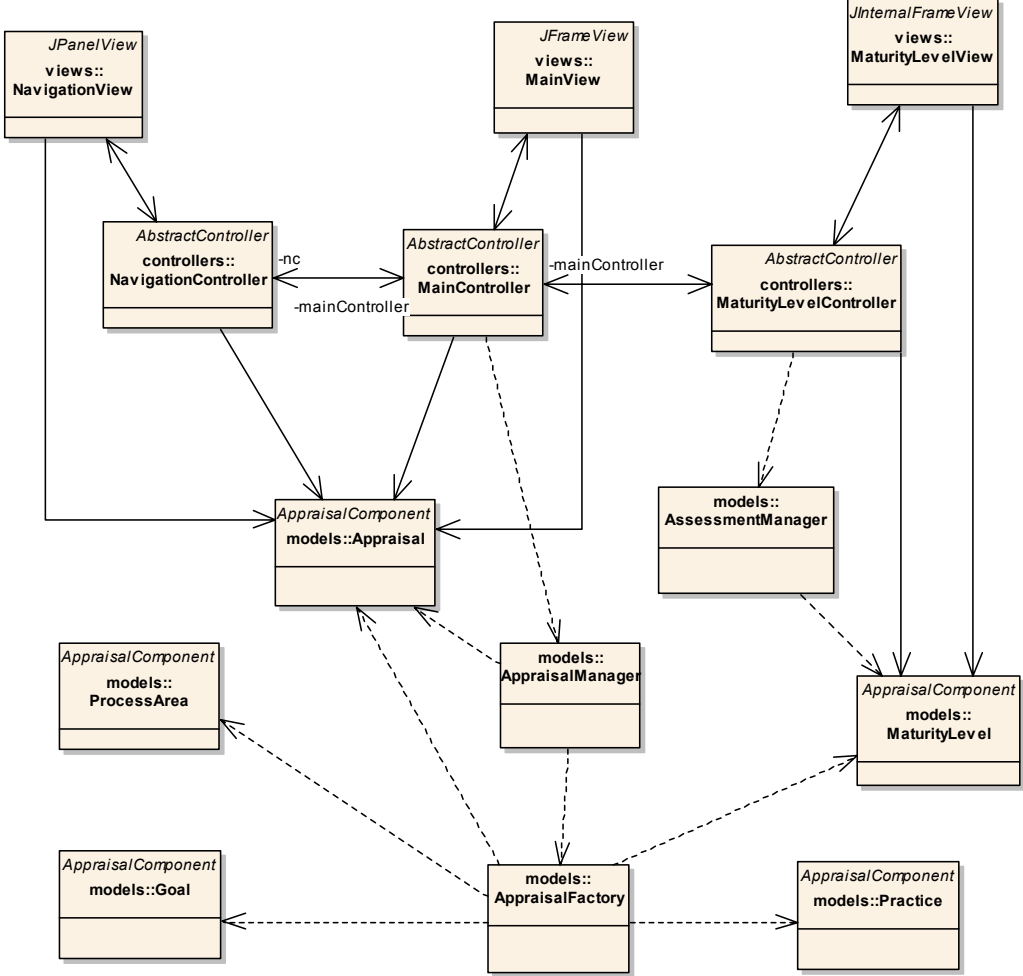 JPanelView
views::
NavigationView
JFrameView
views::
MainView
JInternalFrameView
views::
MaturityLevelView
AbstractController
controllers::
NavigationController
-nc
-mainController
AbstractController
controllers::
MainController
-mainController
AbstractController
controllers::
MaturityLevelController
AppraisalComponent
models::Appraisal
models::
AssessmentManager
AppraisalComponent
models::
ProcessArea
models::
AppraisalManager
AppraisalComponent
models::
MaturityLevel
AppraisalComponent
models::Goal
models::
AppraisalFactory
AppraisalComponent
models::Practice